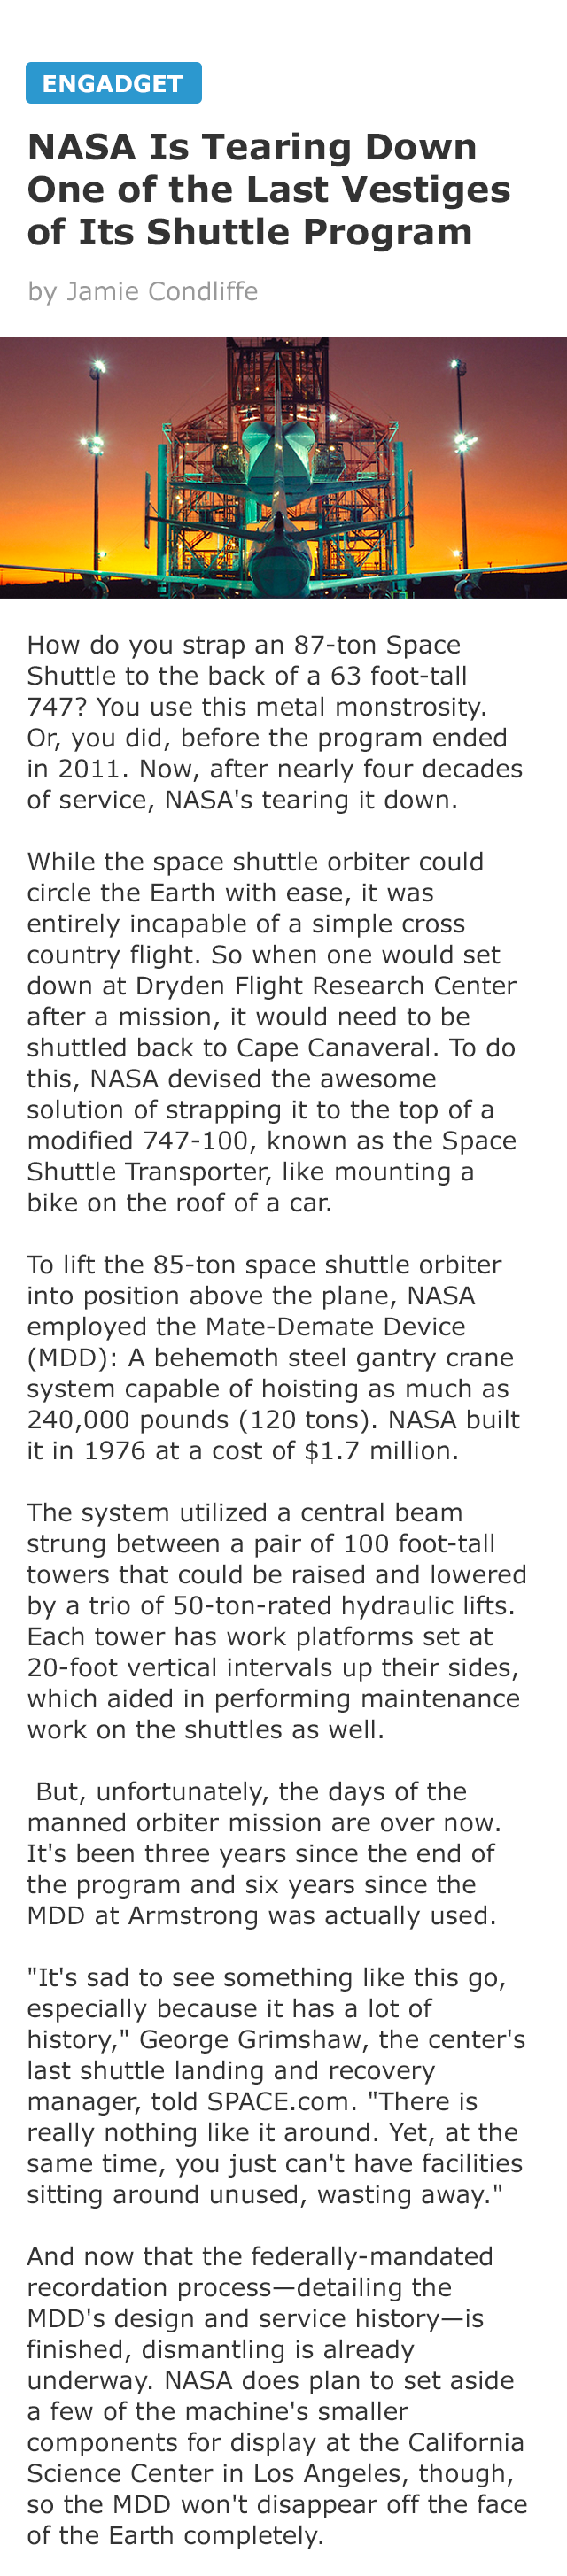 ENGADGET
NASA Is Tearing Down
One of the Last Vestiges
of Its Shuttle Program
by Jamie Condliffe
How do you strap an 87-ton Space
Shuttle to the back of a 63 foot-tall
747? You use this metal monstrosity.
Or, you did, before the program ended
in 2011. Now, after nearly four decades
of service, NASA's tearing it down.
While the space shuttle orbiter could
circle the Earth with ease, it was
entirely incapable of a simple cross
country flight. So when one would set
down at Dryden Flight Research Center
after a mission, it would need to be
shuttled back to Cape Canaveral. To do
this, NASA devised the awesome
solution of strapping it to the top of a
modified 747-100, known as the Space
Shuttle Transporter, like mounting a
bike on the roof of a car.
To lift the 85-ton space shuttle orbiter
into position above the plane, NASA
employed the Mate-Demate Device
(MDD): A behemoth steel gantry crane
system capable of hoisting as much as
240,000 pounds (120 tons). NASA built
it in 1976 at a cost of $1.7 million.
The system utilized a central beam
strung between a pair of 100 foot-tall
towers that could be raised and lowered
by a trio of 50-ton-rated hydraulic lifts.
Each tower has work platforms set at
20-foot vertical intervals up their sides,
which aided in performing maintenance
work on the shuttles as well.
But, unfortunately, the days of the
manned orbiter mission are over now.
It's been three years since the end of
the program and six years since the
MDD at Armstrong was actually used.
"It's sad to see something like this go,
especially because it has a lot of
history," George Grimshaw, the center's
last shuttle landing and recovery
manager, told SPACE.com. "There is
really nothing like it around. Yet, at the
same time, you just can't have facilities
sitting around unused, wasting away."
And now that the federally-mandated
recordation process—detailing the
MDD's design and service history—is
finished, dismantling is already
underway. NASA does plan to set aside
a few of the machine's smaller
components for display at the California
Science Center in Los Angeles, though,
so the MDD won't disappear off the face
of the Earth completely.